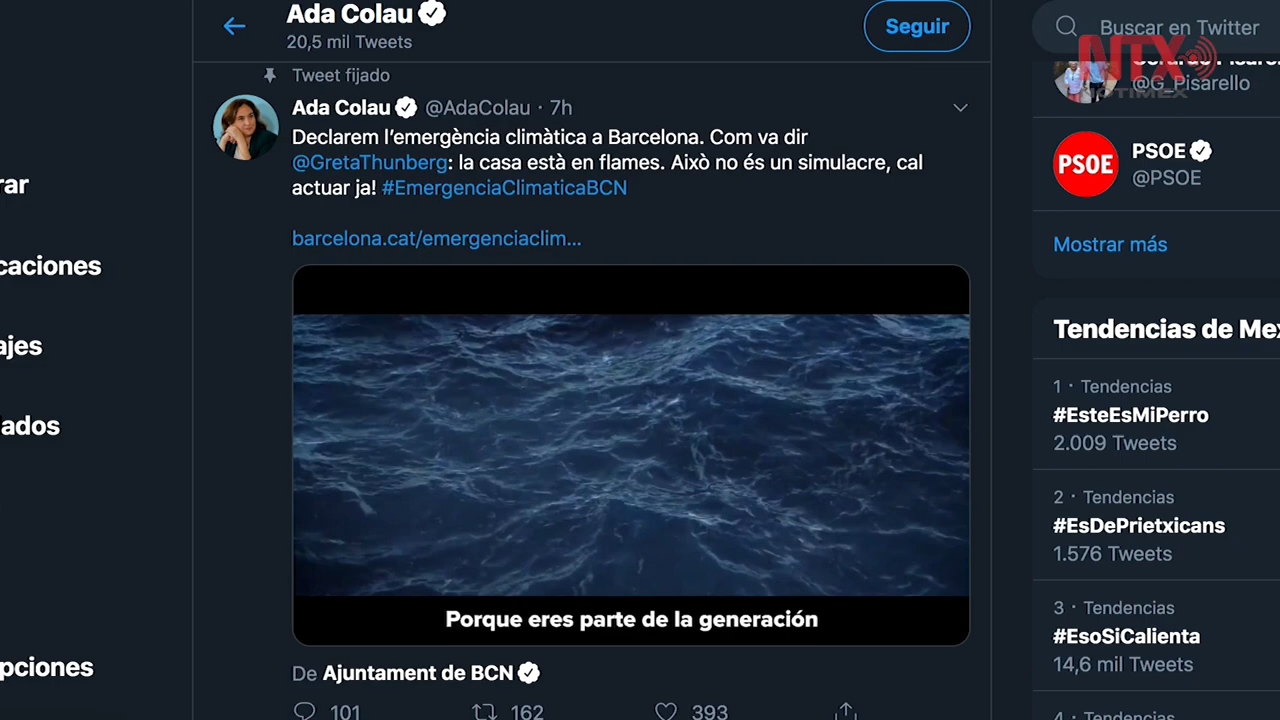 Ada Colau
20,5 mil Tweets
Seguir
Tweet fijado
Ada Colau @AdaColau · 7h
Declarem l'emergència climàtica a Barcelona. Com va dir
@GretaThunberg: la casa està en flames. Això no és un simulacre, cal
actuar ja! #EmergenciaClimaticaBCN
barcelona.cat/emergenciaclim...
Porque eres parte de la generación
De Ajuntament de BCN
101
162
393
rar
caciones
ajes
ados
pciones
Buscar en Twitter
NTX
NOTIMEX
@G_Pisarello
PSOE
PSOE
@PSOE
Mostrar más
Tendencias de Mex
1 · Tendencias
#EsteEsMiPerro
2.009 Tweets
2 · Tendencias
#EsDePrietxicans
1.576 Tweets
3 · Tendencias
#EsoSiCalienta
14,6 mil Tweets
4 · Tendencias